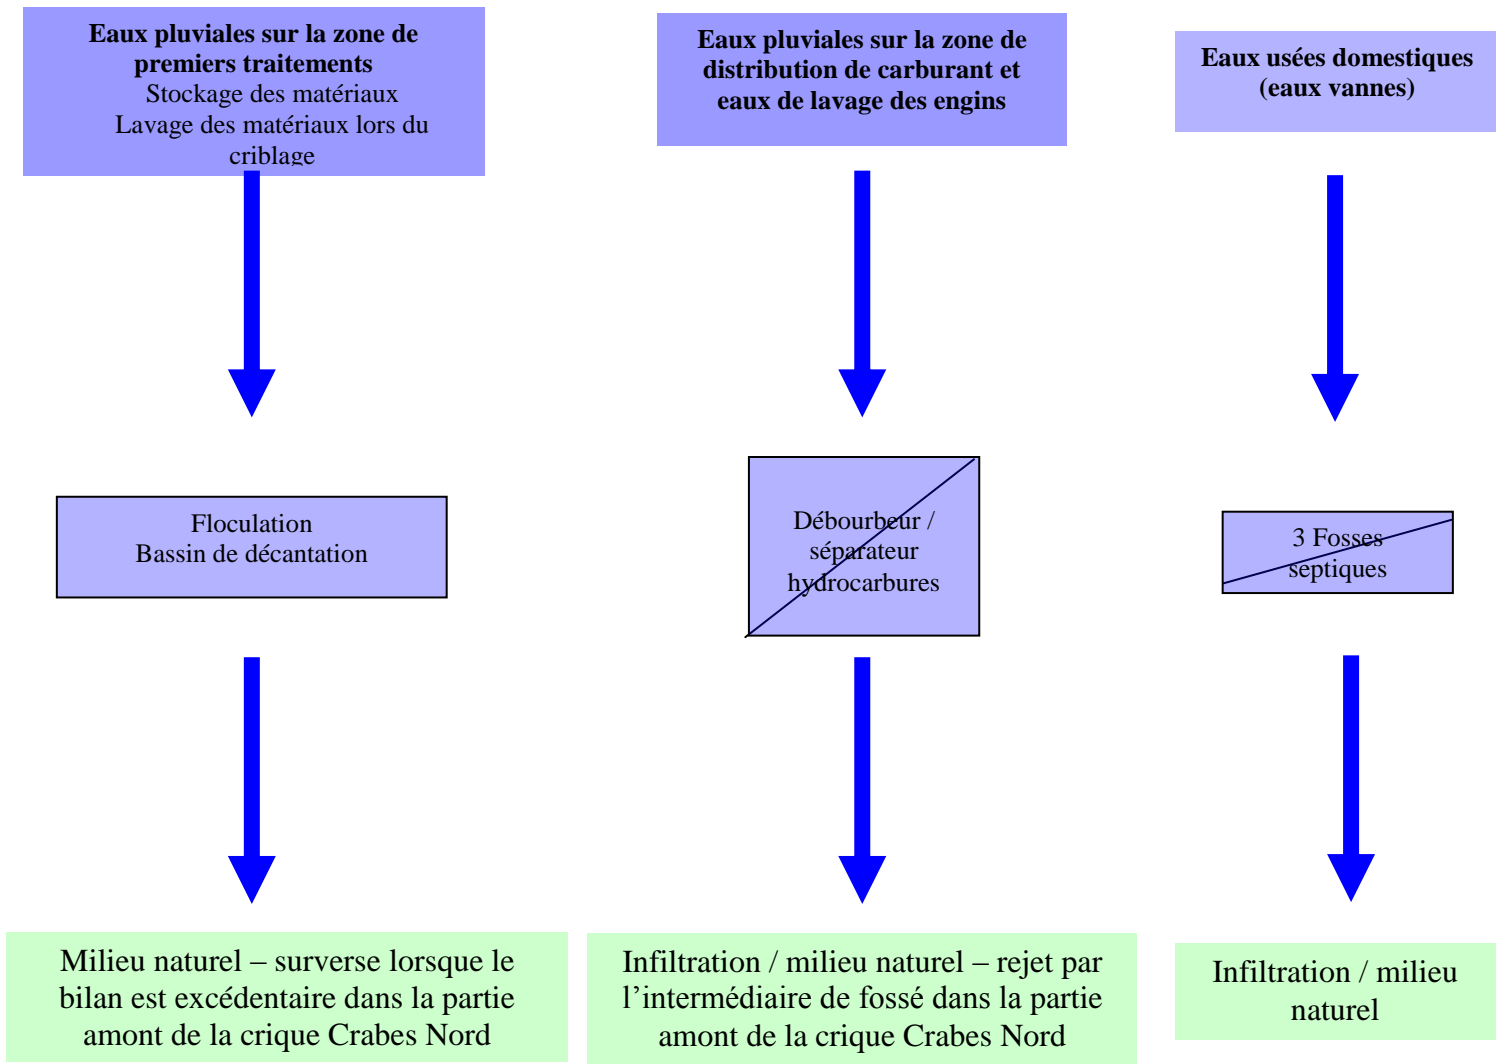 Eaux pluviales sur la zone de
premiers traitements
Stockage des matériaux
Lavage des matériaux lors du
criblage
Eaux pluviales sur la zone de
distribution de carburant et
eaux de lavage des engins
Eaux usées domestiques
(eaux vannes)
Floculation
Bassin de décantation
Débourbeur /
séparateur
hydrocarbures
3 Fosses
septiques
Milieu naturel – surverse lorsque le
bilan est excédentaire dans la partie
amont de la crique Crabes Nord
Infiltration / milieu naturel – rejet par
l’intermédiaire de fossé dans la partie
amont de la crique Crabes Nord
Infiltration / milieu
naturel